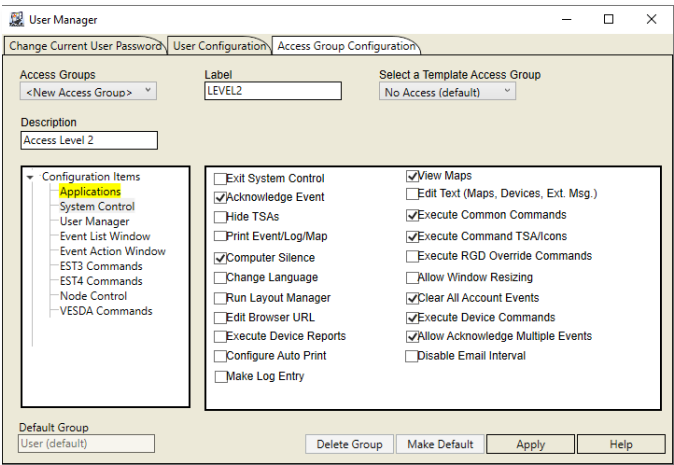 User Manager
Change Current User Password User Configuration Access Group Configuration
Access Groups Label Select a Template Access Group
<New Access Group> LEVEL2 No Access (default)
Description
Access Level 2
Configuration Items
Applications
System Control
User Manager
Event List Window
Event Action Window
EST3 Commands
EST4 Commands
Node Control
VESDA Commands
Exit System Control
Acknowledge Event
Hide TSAs
Print Event/Log/Map
Computer Silence
Change Language
Run Layout Manager
Edit Browser URL
Execute Device Reports
Configure Auto Print
Make Log Entry
View Maps
Edit Text (Maps, Devices, Ext. Msg.)
Execute Common Commands
Execute Command TSA/Icons
Execute RGD Override Commands
Allow Window Resizing
Clear All Account Events
Execute Device Commands
Allow Acknowledge Multiple Events
Disable Email Interval
Default Group
User (default) Delete Group Make Default Apply Help